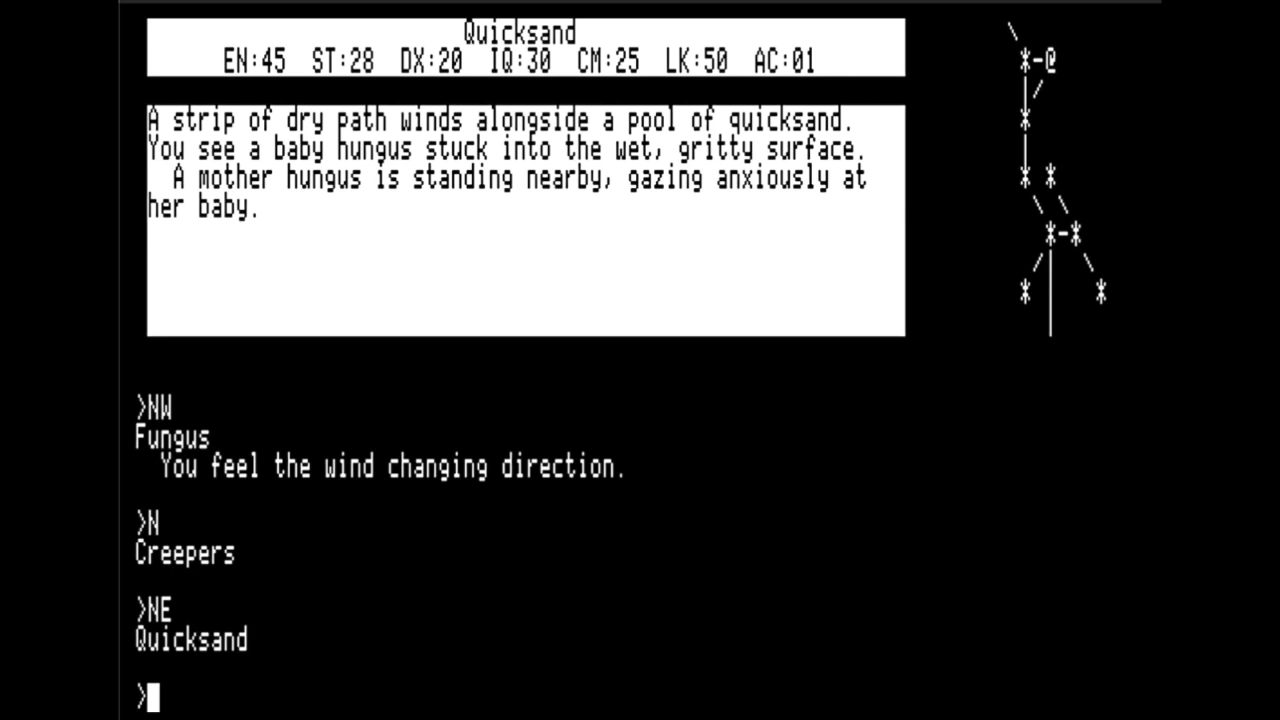 Quicksand
EN:45 ST:28 DX:20 IQ:30 CM:25 LK:50 AC:01
A strip of dry path winds alongside a pool of quicksand.
You see a baby hungus stuck into the wet, gritty surface.
A mother hungus is standing nearby, gazing anxiously at
her baby.
>NW
Fungus
You feel the wind changing direction.
>N
Creepers
>NE
Quicksand
>